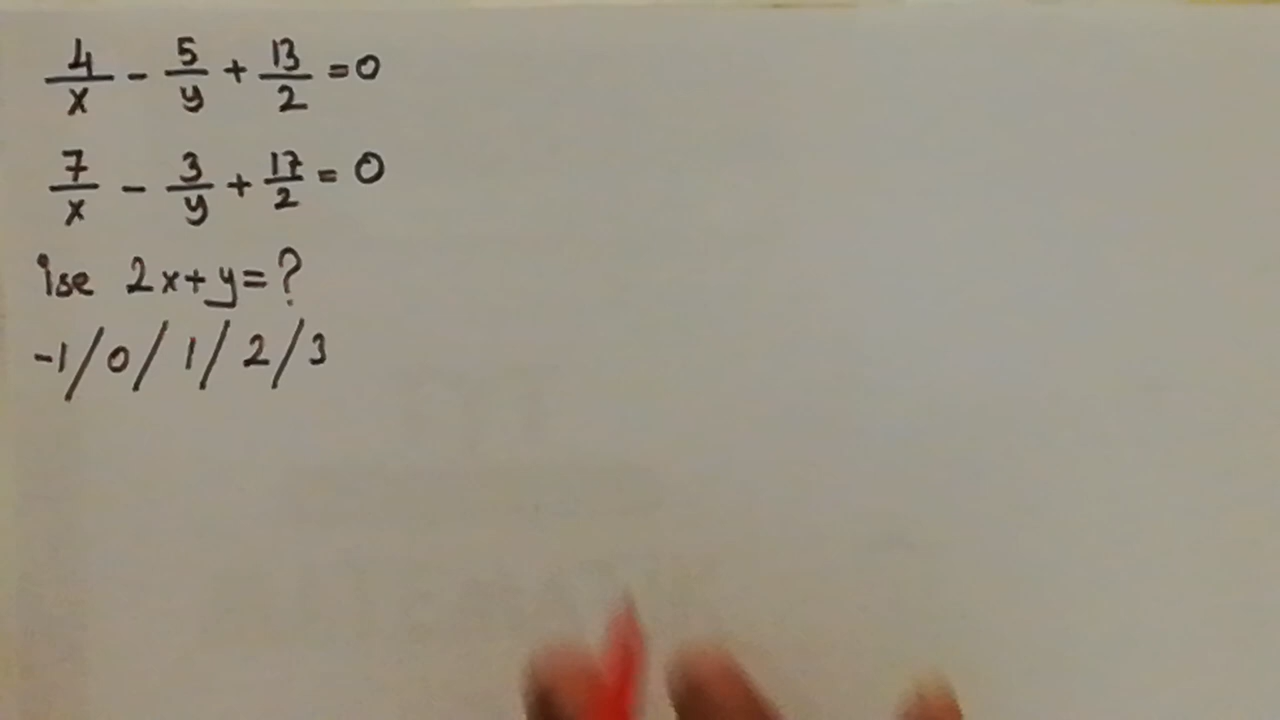 4/x - 5/y + 13/2 = 0
7/x - 3/y + 17/2 = 0
ise 2x+y=?
-1/0/1/2/3